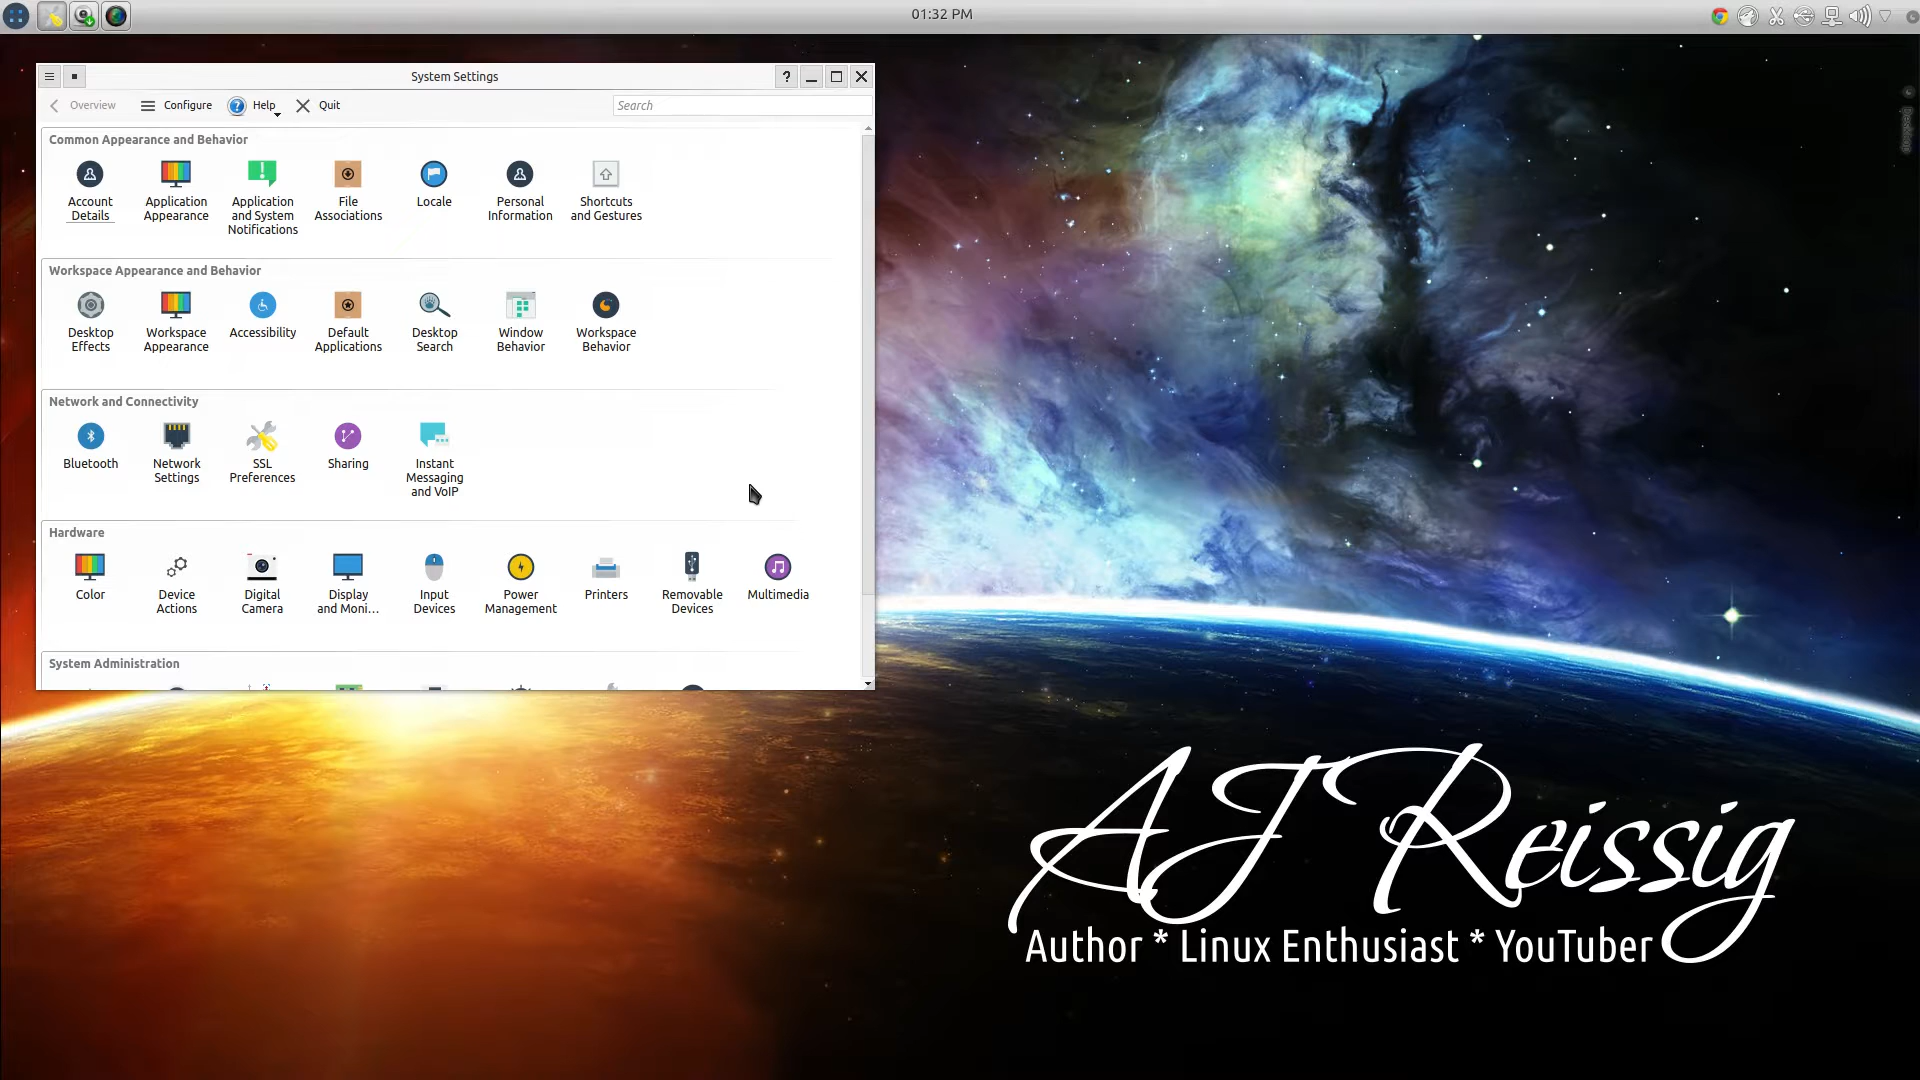 01:32 PM
System Settings
Overview Configure Help Quit Search
Common Appearance and Behavior
Account Details
Application Appearance
Application and System Notifications
File Associations
Locale
Personal Information
Shortcuts and Gestures
Workspace Appearance and Behavior
Desktop Effects
Workspace Appearance
Accessibility
Default Applications
Desktop Search
Window Behavior
Workspace Behavior
Network and Connectivity
Bluetooth
Network Settings
SSL Preferences
Sharing
Instant Messaging and VoIP
Hardware
Color
Device Actions
Digital Camera
Display and Moni...
Input Devices
Power Management
Printers
Removable Devices
Multimedia
System Administration
AJ Reissig
Author * Linux Enthusiast * YouTuber